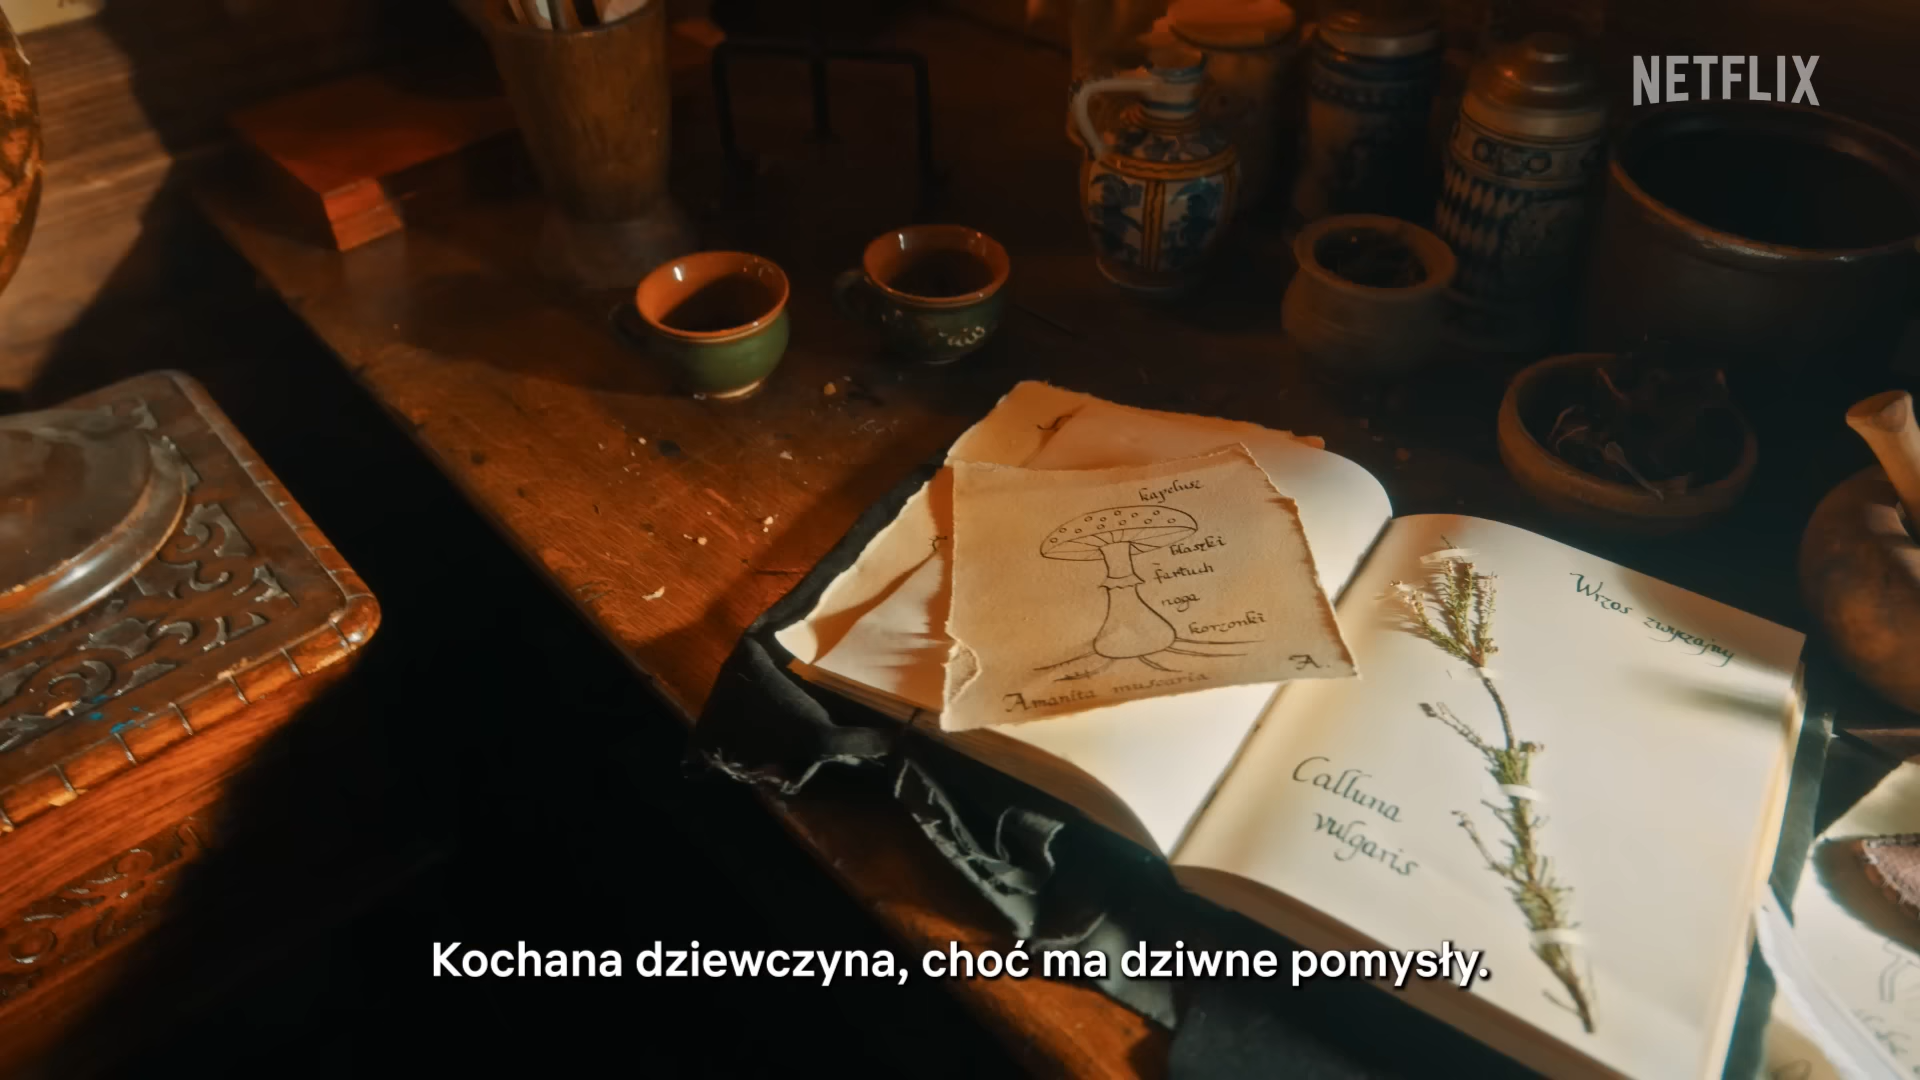 NETFLIX
kapelusz
blaszki
fartuch
noga
korzonki
A.
Amanita muscaria
Wrzos zwyczajny
Calluna
vulgaris
Kochana dziewczyna, choć ma dziwne pomysły.